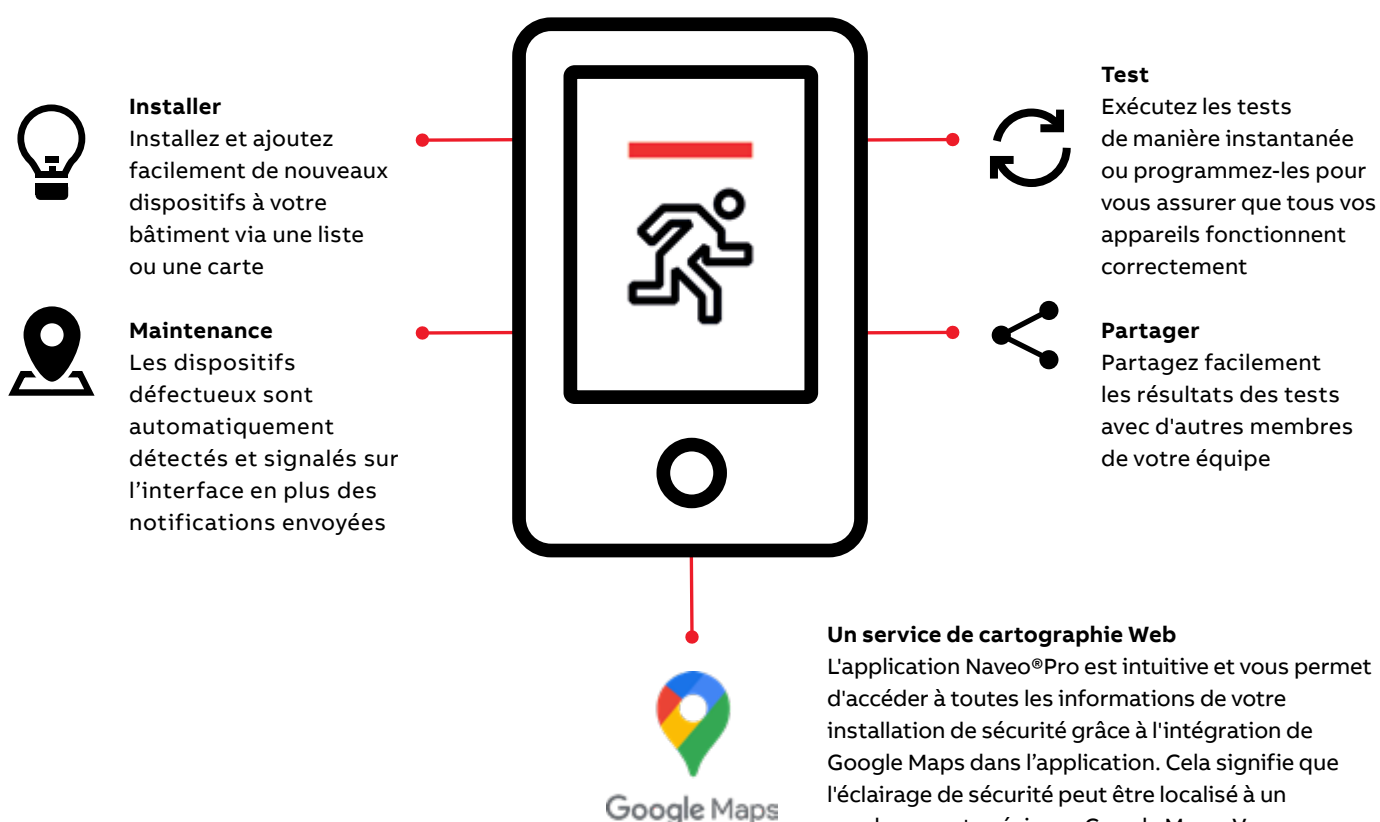 Installer
Installez et ajoutez
facilement de nouveaux
dispositifs à votre
bâtiment via une liste
ou une carte
Maintenance
Les dispositifs
défectueux sont
automatiquement
détectés et signalés sur
l’interface en plus des
notifications envoyées
Test
Exécutez les tests
de manière instantanée
ou programmez-les pour
vous assurer que tous vos
appareils fonctionnent
correctement
Partager
Partagez facilement
les résultats des tests
avec d'autres membres
de votre équipe
Google Maps
Un service de cartographie Web
L'application Naveo®Pro est intuitive et vous permet
d'accéder à toutes les informations de votre
installation de sécurité grâce à l'intégration de
Google Maps dans l’application. Cela signifie que
l'éclairage de sécurité peut être localisé à un